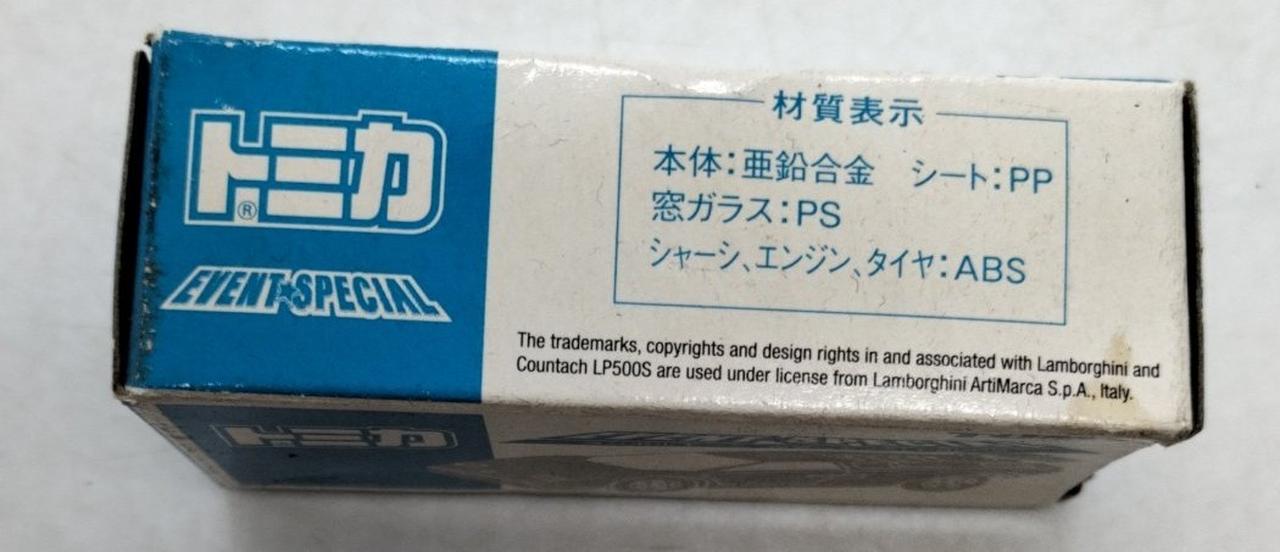 トミカ
®
EVENT★SPECIAL
材質表示
本体:亜鉛合金 シート:PP
窓ガラス:PS
シャーシ、エンジン、タイヤ:ABS
The trademarks, copyrights and design rights in and associated with Lamborghini and
Countach LP500S are used under license from Lamborghini ArtiMarca S.p.A., Italy.
トミカ